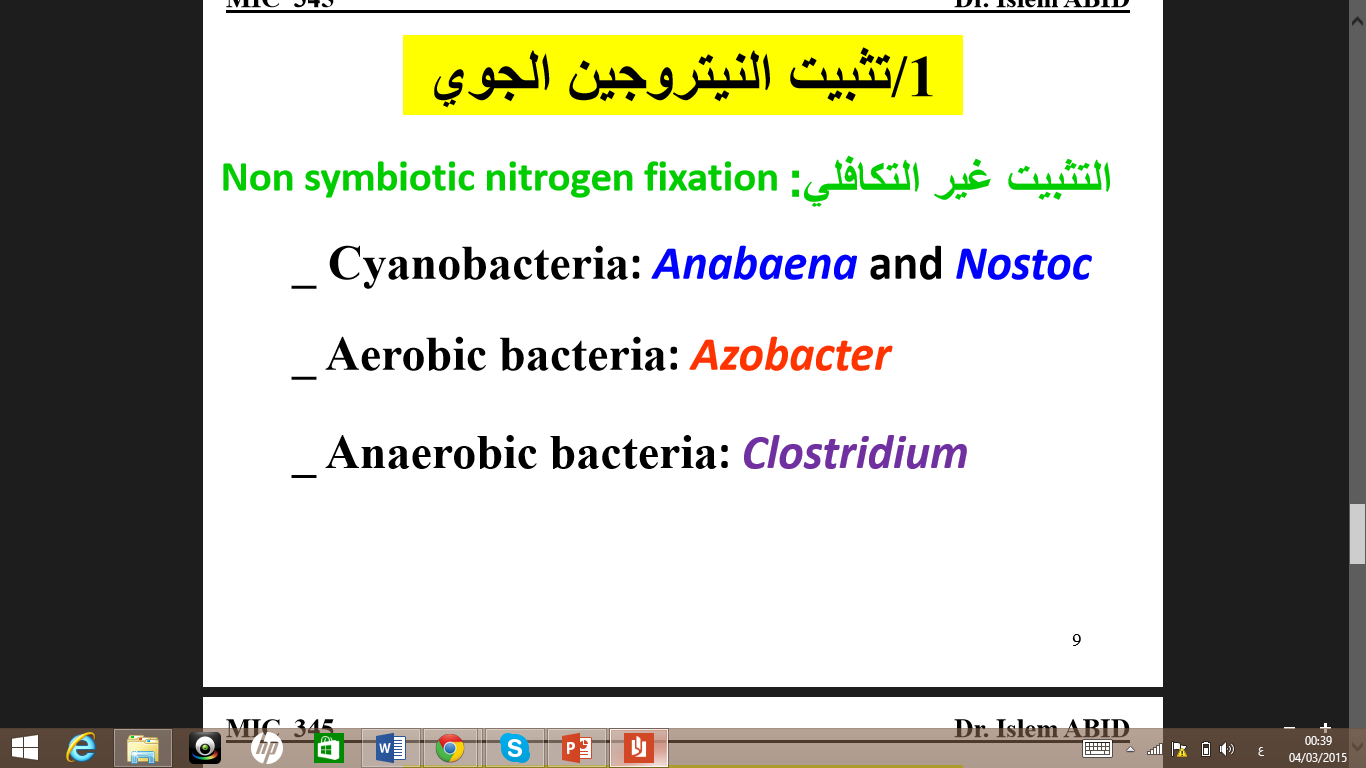 MIC 345 Dr. Islem ABID
1/تثبيت النيتروجين الجوي
التثبيت غير التكافلي: Non symbiotic nitrogen fixation
_ Cyanobacteria: Anabaena and Nostoc
_ Aerobic bacteria: Azobacter
_ Anaerobic bacteria: Clostridium
9
MIC 345 Dr. Islem ABID
hp
ع
00:39
04/03/2015